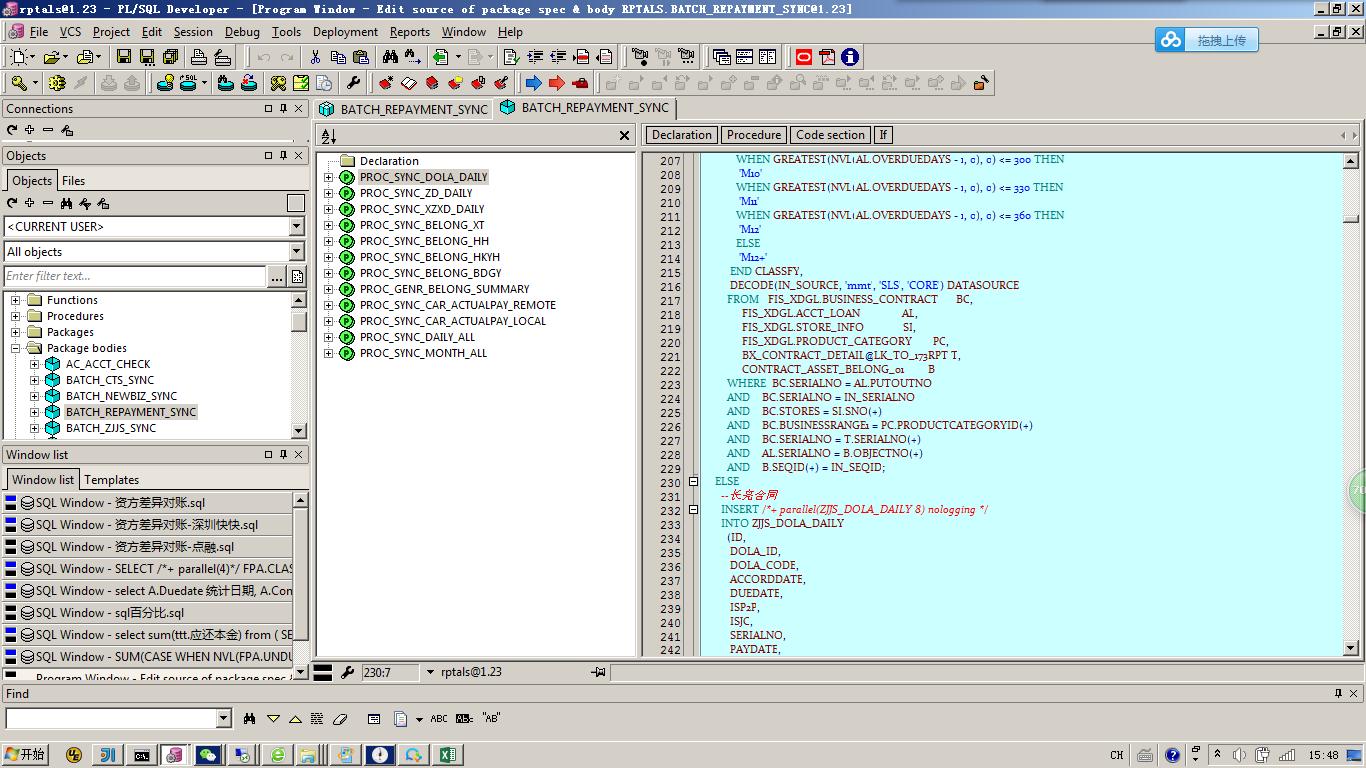 rptals@1.23 - PL/SQL Developer - [Program Window - Edit source of package spec & body RPTALS.BATCH_REPAYMENT_SYNC@1.23]
File VCS Project Edit Session Debug Tools Deployment Reports Window Help
拖拽上传
Connections
Objects
Objects Files
<CURRENT USER>
All objects
Enter filter text...
Functions
Procedures
Packages
Package bodies
AC_ACCT_CHECK
BATCH_CTS_SYNC
BATCH_NEWBIZ_SYNC
BATCH_REPAYMENT_SYNC
BATCH_ZJJS_SYNC
Window list
Window list Templates
SQL Window - 资方差异对账.sql
SQL Window - 资方差异对账-深圳快快.sql
SQL Window - 资方差异对账-点融.sql
SQL Window - SELECT /*+ parallel(4)*/ FPA.CLAS
SQL Window - select A.Duedate 统计日期, A.Con
SQL Window - sql百分比.sql
SQL Window - select sum(ttt.应还本金) from ( SE
SQL Window - SUM(CASE WHEN NVL(FPA.UNDU
Program Window - Edit source of package spec &
BATCH_REPAYMENT_SYNC BATCH_REPAYMENT_SYNC
Declaration
PROC_SYNC_DOLA_DAILY
PROC_SYNC_ZD_DAILY
PROC_SYNC_XZXD_DAILY
PROC_SYNC_BELONG_XT
PROC_SYNC_BELONG_HH
PROC_SYNC_BELONG_HKYH
PROC_SYNC_BELONG_BDGY
PROC_GENR_BELONG_SUMMARY
PROC_SYNC_CAR_ACTUALPAY_REMOTE
PROC_SYNC_CAR_ACTUALPAY_LOCAL
PROC_SYNC_DAILY_ALL
PROC_SYNC_MONTH_ALL
Declaration Procedure Code section If
207 WHEN GREATEST(NVL(AL.OVERDUEDAYS - 1, 0), 0) <= 300 THEN
208 'M10'
209 WHEN GREATEST(NVL(AL.OVERDUEDAYS - 1, 0), 0) <= 330 THEN
210 'M11'
211 WHEN GREATEST(NVL(AL.OVERDUEDAYS - 1, 0), 0) <= 360 THEN
212 'M12'
213 ELSE
214 'M12+'
215 END CLASSFY,
216 DECODE(IN_SOURCE, 'mmt', 'SLS', 'CORE') DATASOURCE
217 FROM FIS_XDGL.BUSINESS_CONTRACT BC,
218 FIS_XDGL.ACCT_LOAN AL,
219 FIS_XDGL.STORE_INFO SI,
220 FIS_XDGL.PRODUCT_CATEGORY PC,
221 BX_CONTRACT_DETAIL@LK_TO_173RPT T,
222 CONTRACT_ASSET_BELONG_01 B
223 WHERE BC.SERIALNO = AL.PUTOUTNO
224 AND BC.SERIALNO = IN_SERIALNO
225 AND BC.STORES = SI.SNO(+)
226 AND BC.BUSINESSRANGE1 = PC.PRODUCTCATEGORYID(+)
227 AND BC.SERIALNO = T.SERIALNO(+)
228 AND AL.SERIALNO = B.OBJECTNO(+)
229 AND B.SEQID(+) = IN_SEQID;
230 ELSE
231 --长亮合同
232 INSERT /*+ parallel(ZJJS_DOLA_DAILY 8) nologging */
233 INTO ZJJS_DOLA_DAILY
234 (ID,
235 DOLA_ID,
236 DOLA_CODE,
237 ACCORDDATE,
238 DUEDATE,
239 ISP2P,
240 ISJC,
241 SERIALNO,
242 PAYDATE,
230:7 rptals@1.23
Find
ABC "AB"
开始
CH
15:48